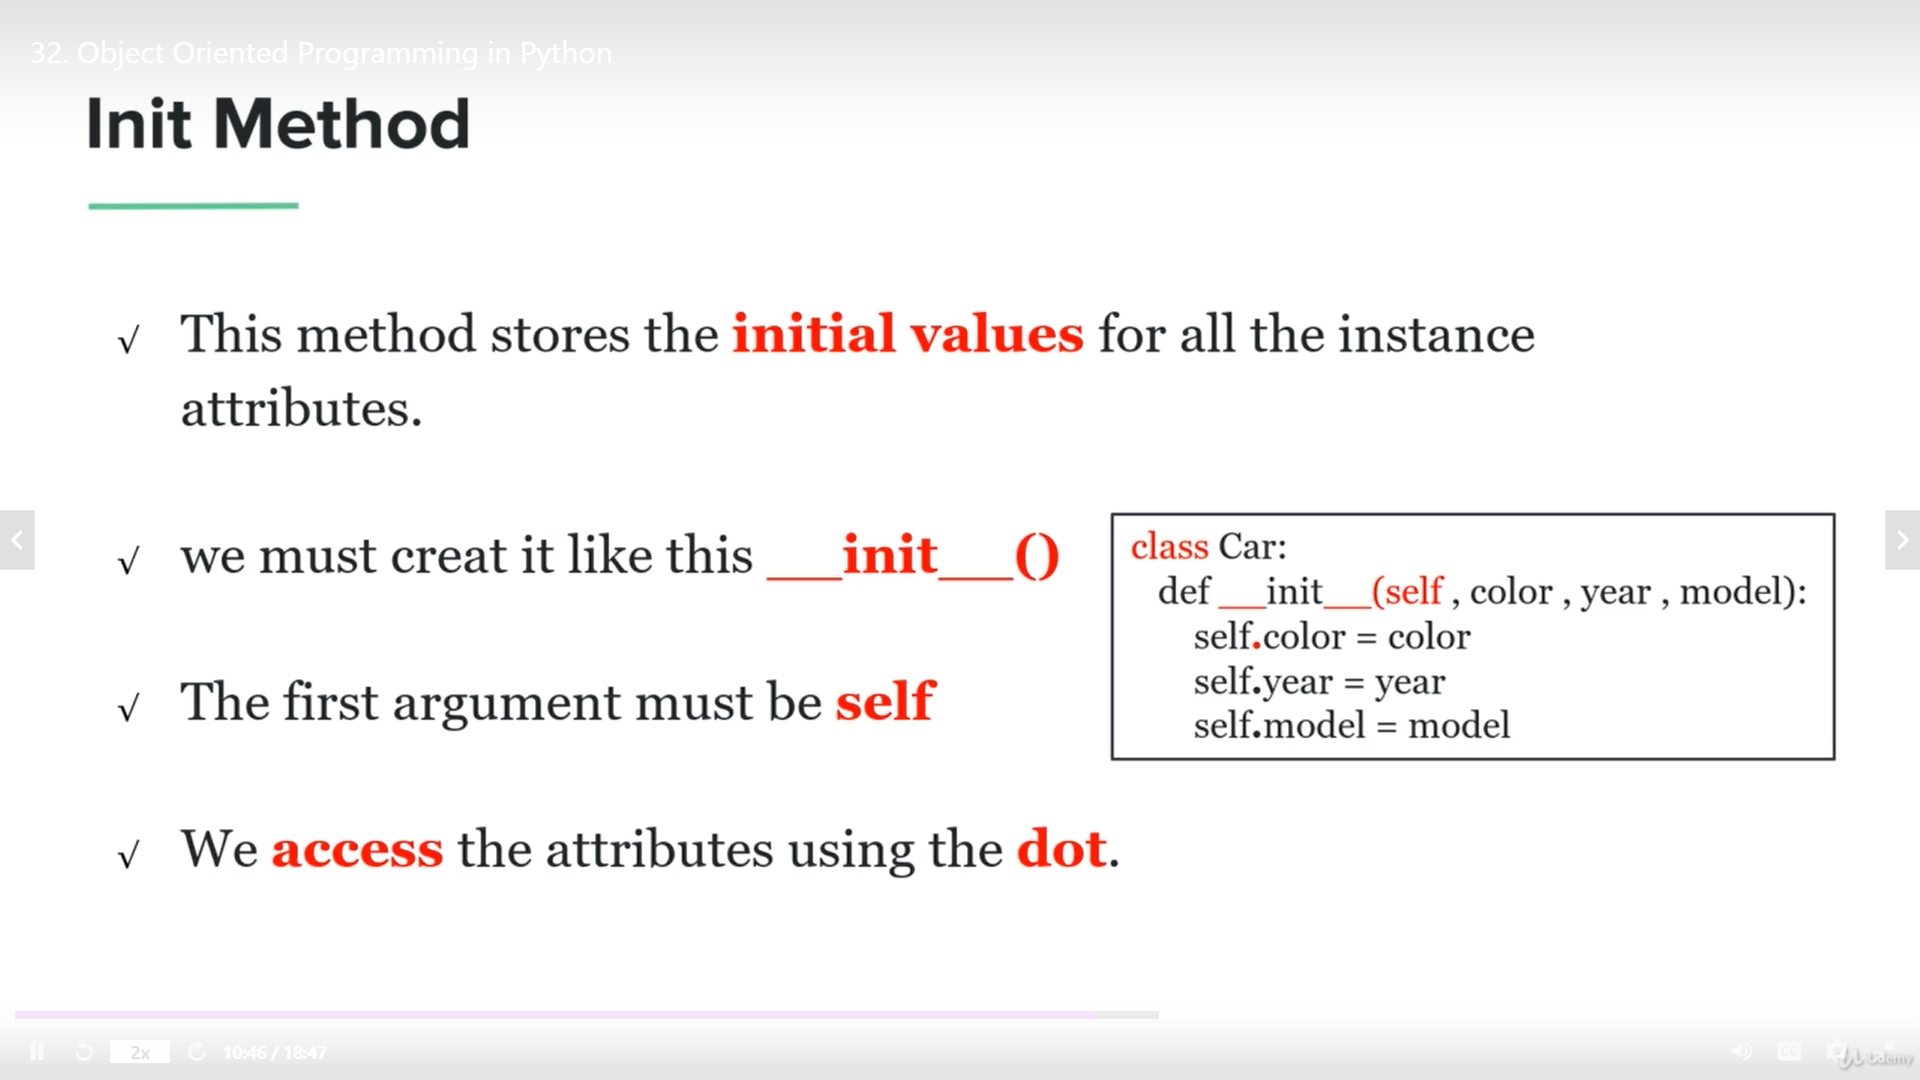 32. Object Oriented Programming in Python
Init Method
√ This method stores the initial values for all the instance
attributes.
√ we must creat it like this __init__()
√ The first argument must be self
√ We access the attributes using the dot.
class Car:
def __init__(self , color , year , model):
self.color = color
self.year = year
self.model = model
2x
10:46 / 18:47
CC
Udemy